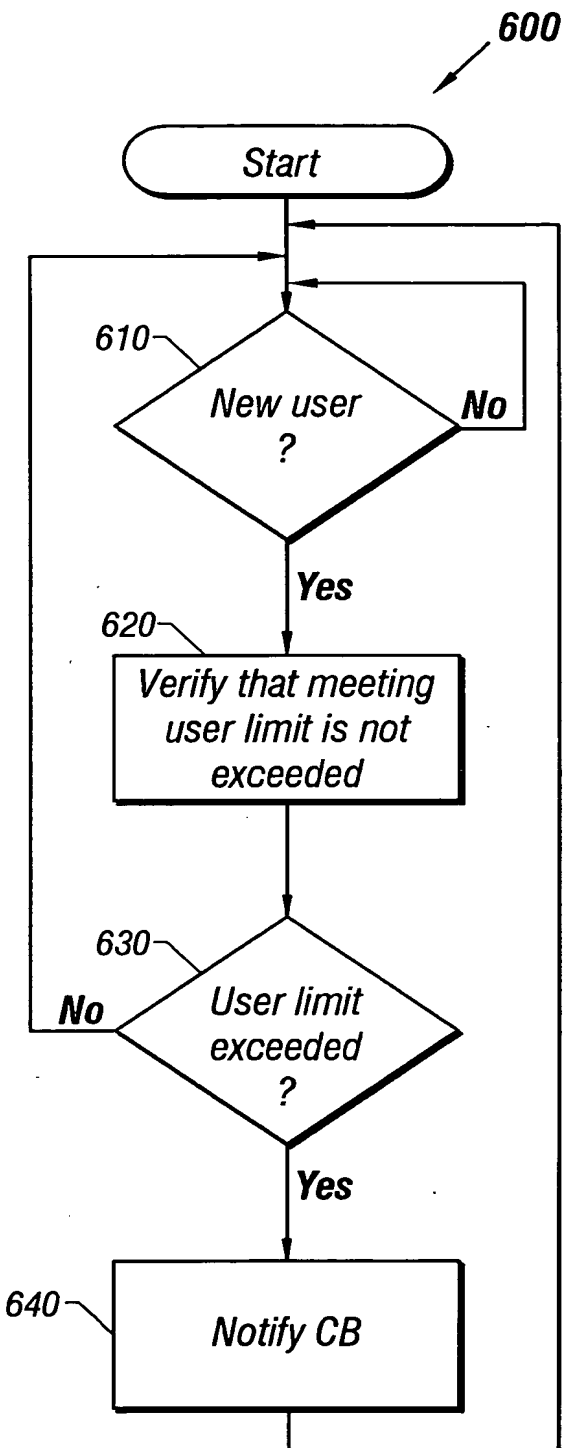 600
Start
610
New user
?
No
Yes
620
Verify that meeting
user limit is not
exceeded
630
User limit
exceeded
?
No
Yes
640
Notify CB